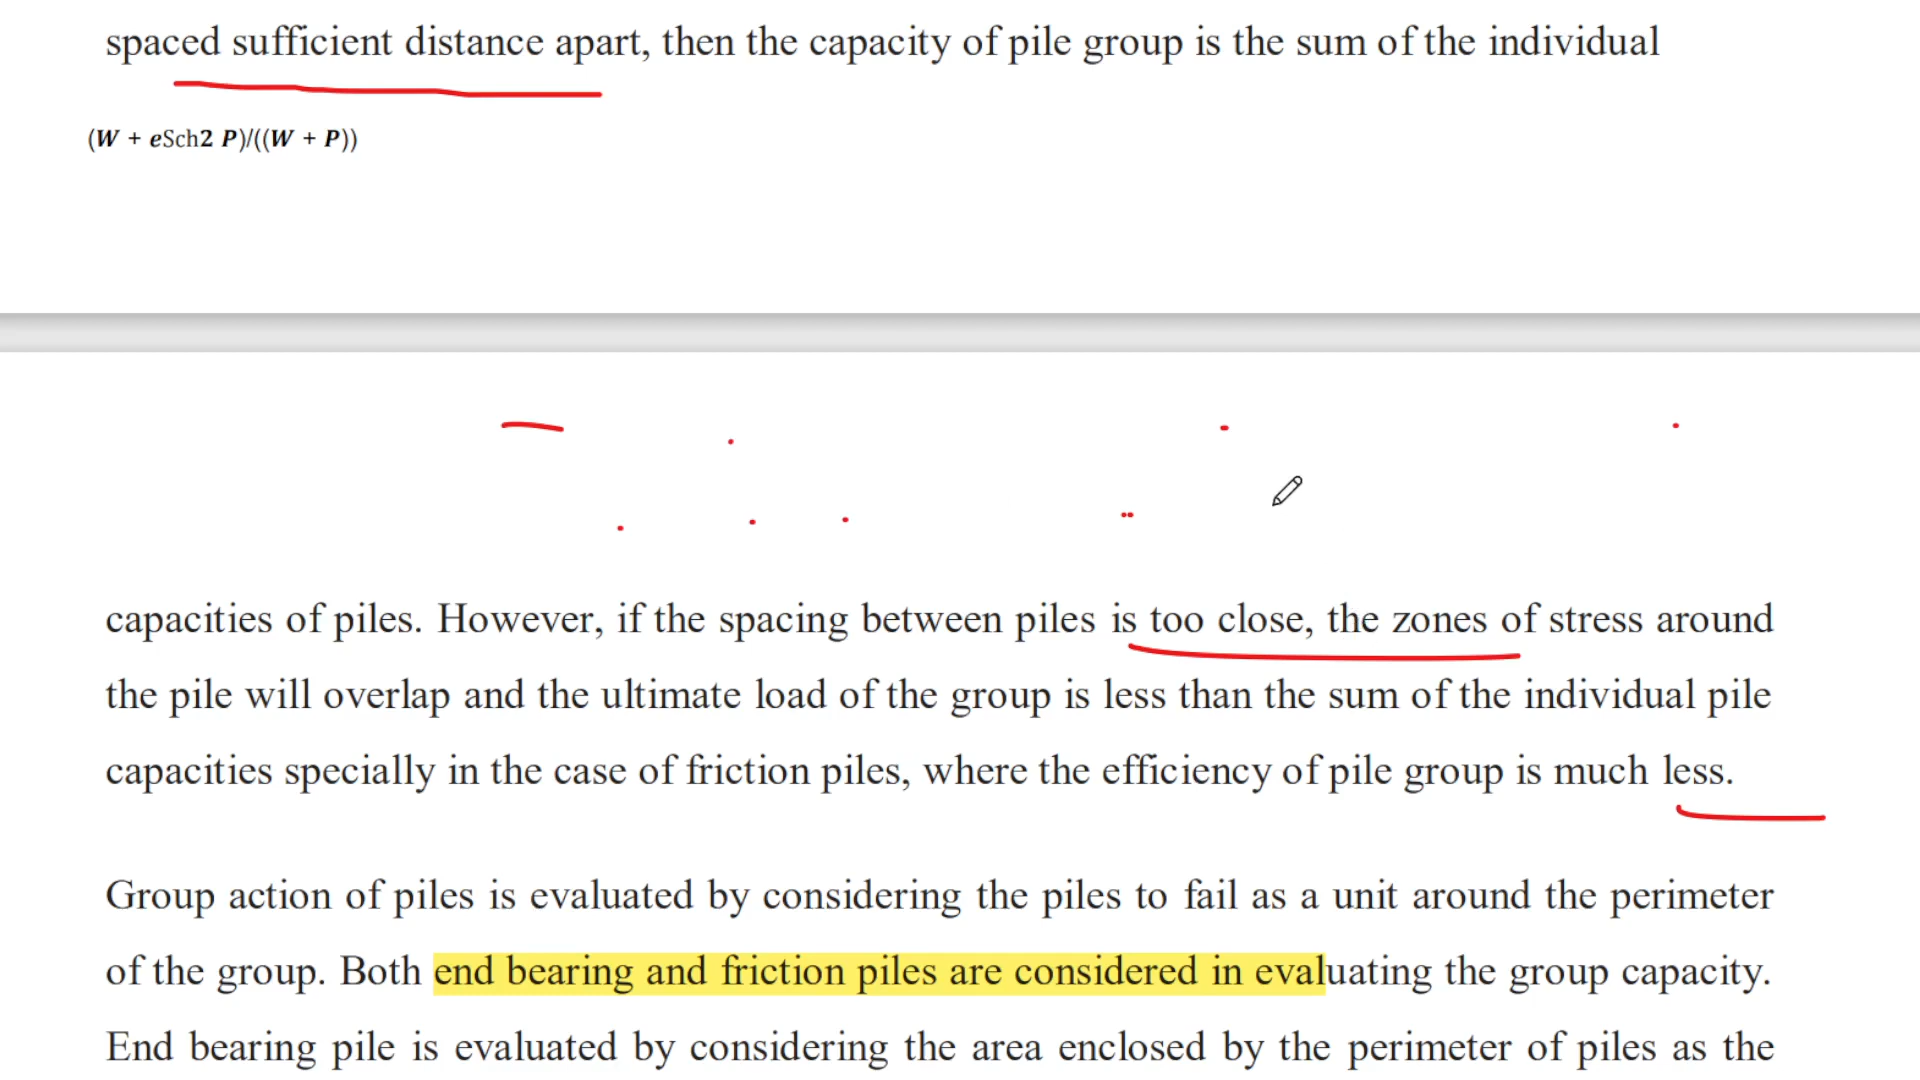 spaced sufficient distance apart, then the capacity of pile group is the sum of the individual
(W + eSch2 P)/((W + P))
capacities of piles. However, if the spacing between piles is too close, the zones of stress around
the pile will overlap and the ultimate load of the group is less than the sum of the individual pile
capacities specially in the case of friction piles, where the efficiency of pile group is much less.
Group action of piles is evaluated by considering the piles to fail as a unit around the perimeter
of the group. Both end bearing and friction piles are considered in evaluating the group capacity.
End bearing pile is evaluated by considering the area enclosed by the perimeter of piles as the